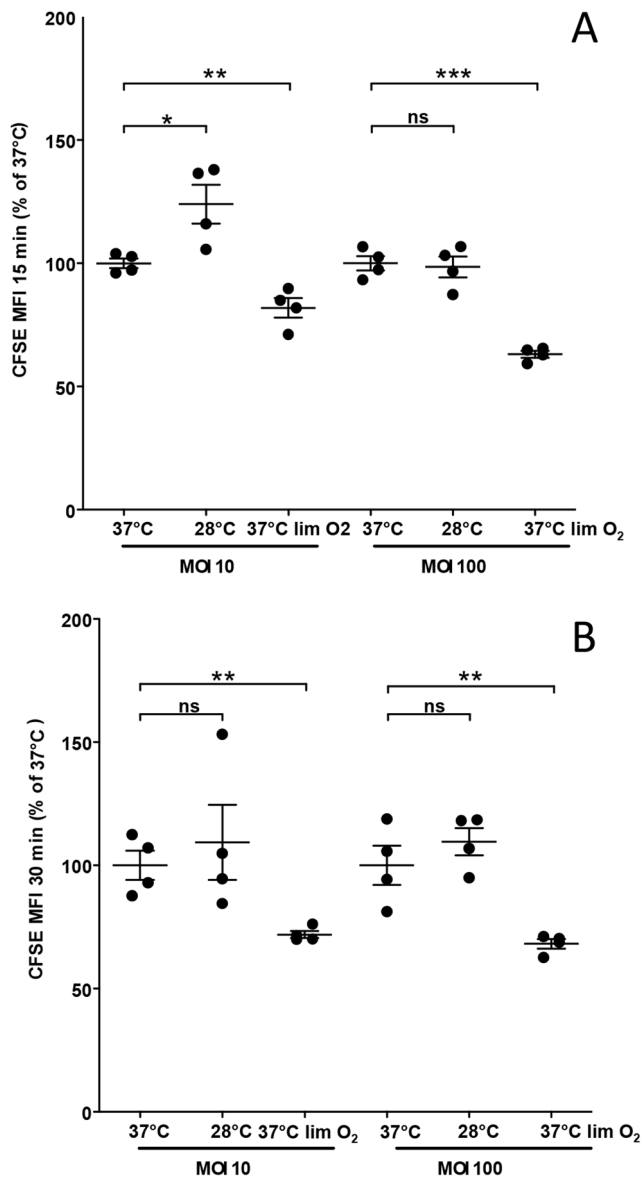 A
CFSE MFI 15 min (% of 37°C)
200
150
100
50
0
**
***
*
ns
37°C 28°C 37°C lim O2 37°C 28°C 37°C lim O₂
MOI 10 MOI 100
B
CFSE MFI 30 min (% of 37°C)
200
150
100
50
0
**
**
ns
ns
37°C 28°C 37°C lim O₂ 37°C 28°C 37°C lim O₂
MOI 10 MOI 100